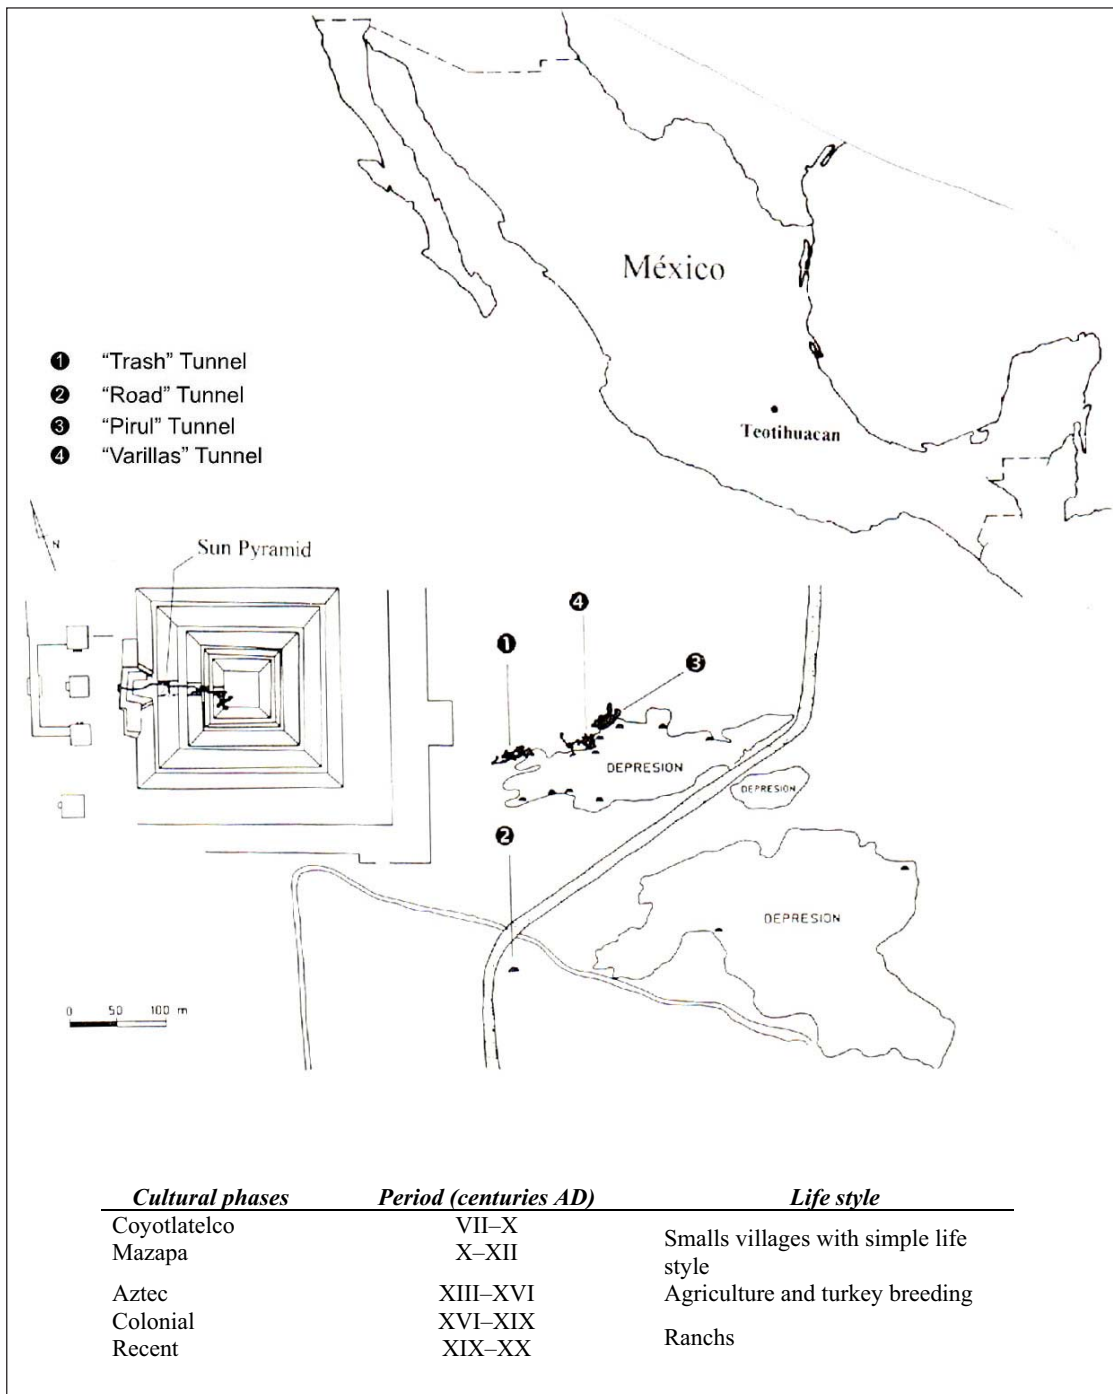 México
Teotihuacan
❶ “Trash” Tunnel
❷ “Road” Tunnel
❸ “Pirul” Tunnel
❹ “Varillas” Tunnel
N
Sun Pyramid
❹
❶
❸
DEPRESION
DEPRESION
❷
DEPRESION
0 50 100 m
Cultural phases Period (centuries AD) Life style
Coyotlatelco VII–X
Mazapa X–XII
Smalls villages with simple life
style
Aztec XIII–XVI Agriculture and turkey breeding
Colonial XVI–XIX
Recent XIX–XX
Ranchs